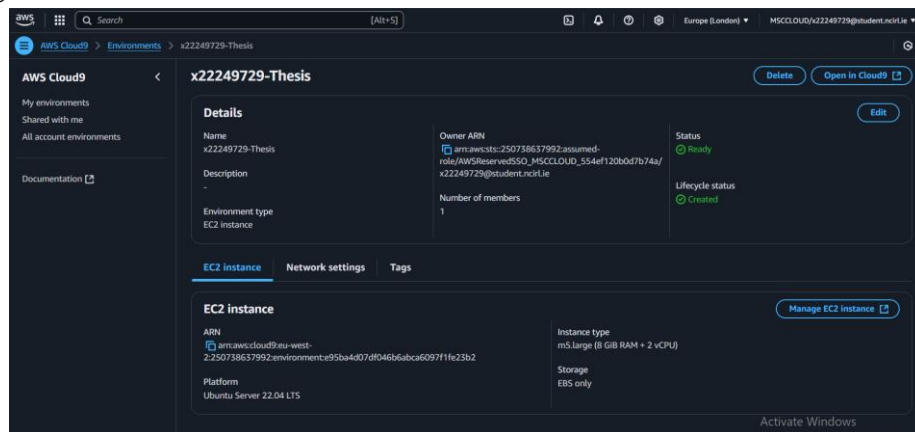 aws
Search
[Alt+S]
Europe (London)
MSCCLOUD/x22249729@student.ncirl.ie
AWS Cloud9 > Environments > x22249729-Thesis
AWS Cloud9
My environments
Shared with me
All account environments
Documentation
x22249729-Thesis
Delete
Open in Cloud9
Details
Edit
Name
x22249729-Thesis
Description
-
Environment type
EC2 instance
Owner ARN
arn:aws:sts::250738637992:assumed-
role/AWSReservedSSO_MSCCLOUD_554ef120b0d7b74a/
x22249729@student.ncirl.ie
Number of members
1
Status
Ready
Lifecycle status
Created
EC2 instance
Network settings
Tags
EC2 instance
Manage EC2 instance
ARN
arn:aws:cloud9:eu-west-
2:250738637992:environment:e95ba4d07df046b6abca6097f1fe23b2
Platform
Ubuntu Server 22.04 LTS
Instance type
m5.large (8 GiB RAM + 2 vCPU)
Storage
EBS only
Activate Windows